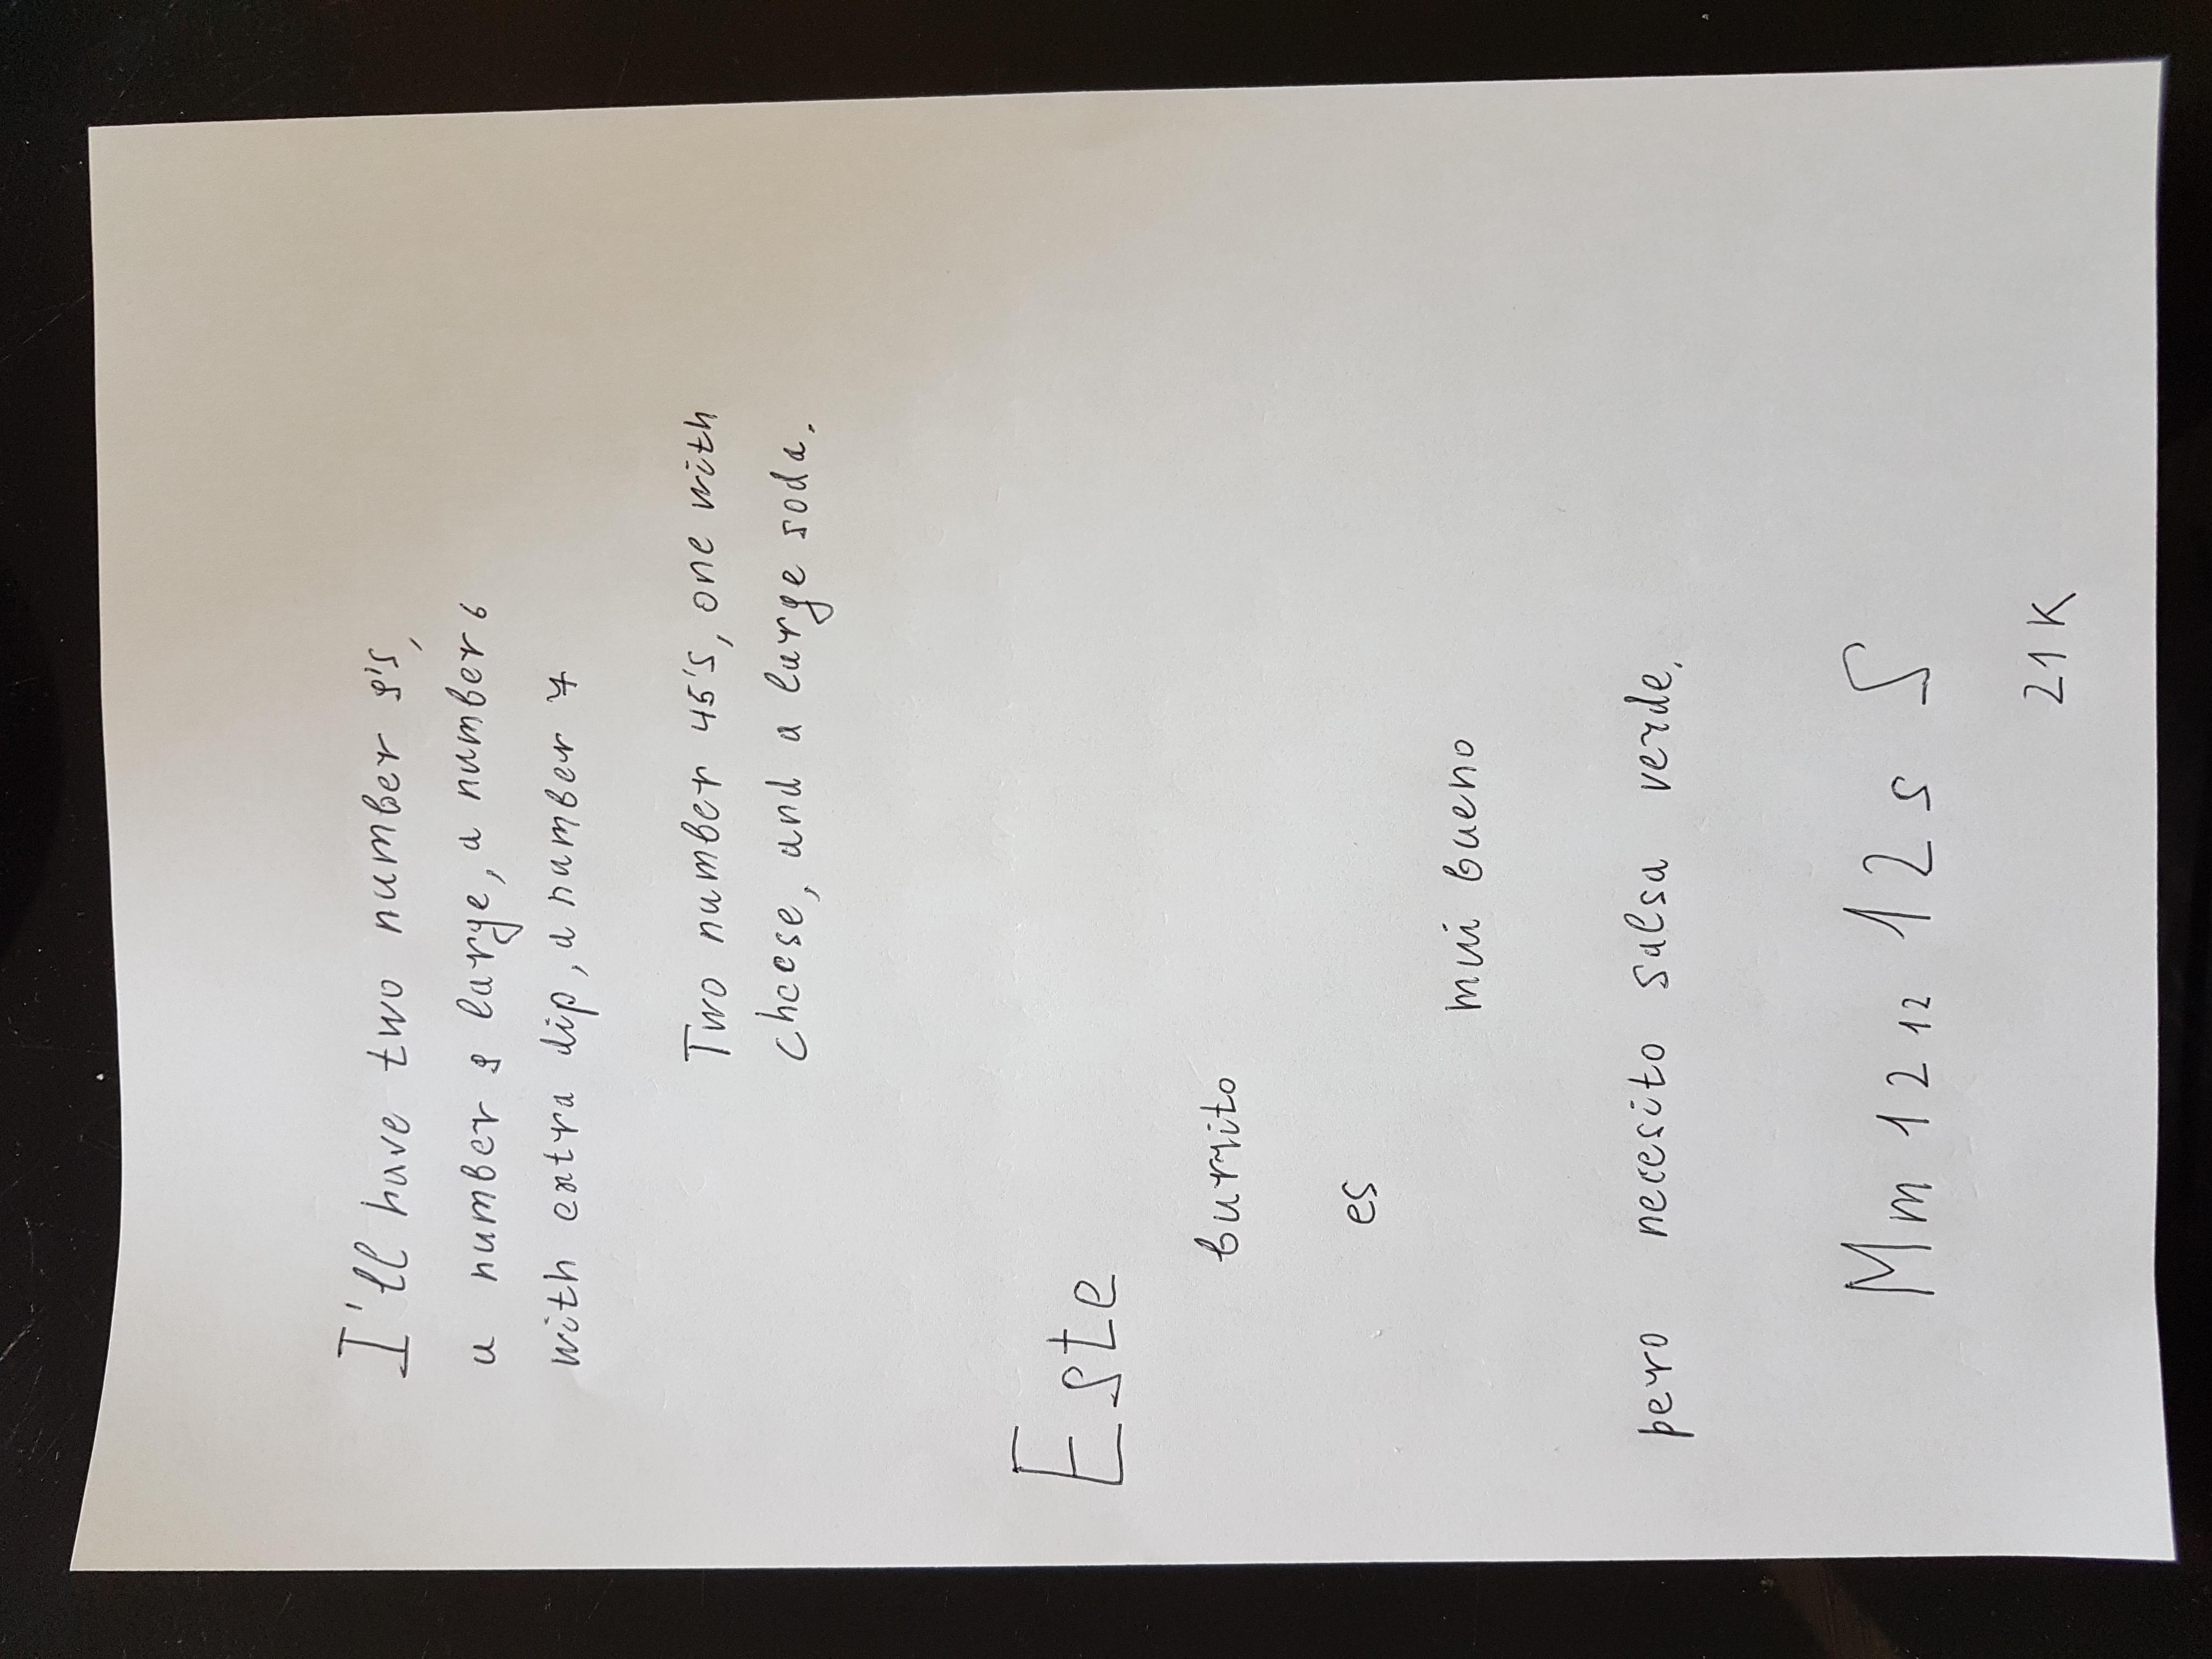 I'll have two number 9's,
a number 9 large, a number 6
with extra dip, a number 7
Two number 45's, one with
cheese, and a large soda.
Este
burrito
es
mui bueno
pero necesito salsa verde.
Mm 12 12 12 s S
21K